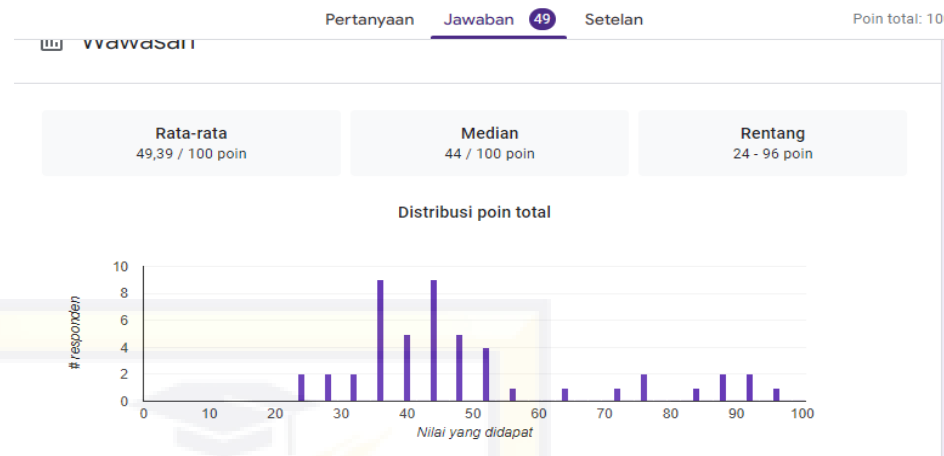 Pertanyaan Jawaban 49 Setelan Poin total: 10
Wawasan
Rata-rata Median Rentang
49,39 / 100 poin 44 / 100 poin 24 - 96 poin
Distribusi poin total
10
8
6
4
2
0
# responden
0 10 20 30 40 50 60 70 80 90 100
Nilai yang didapat